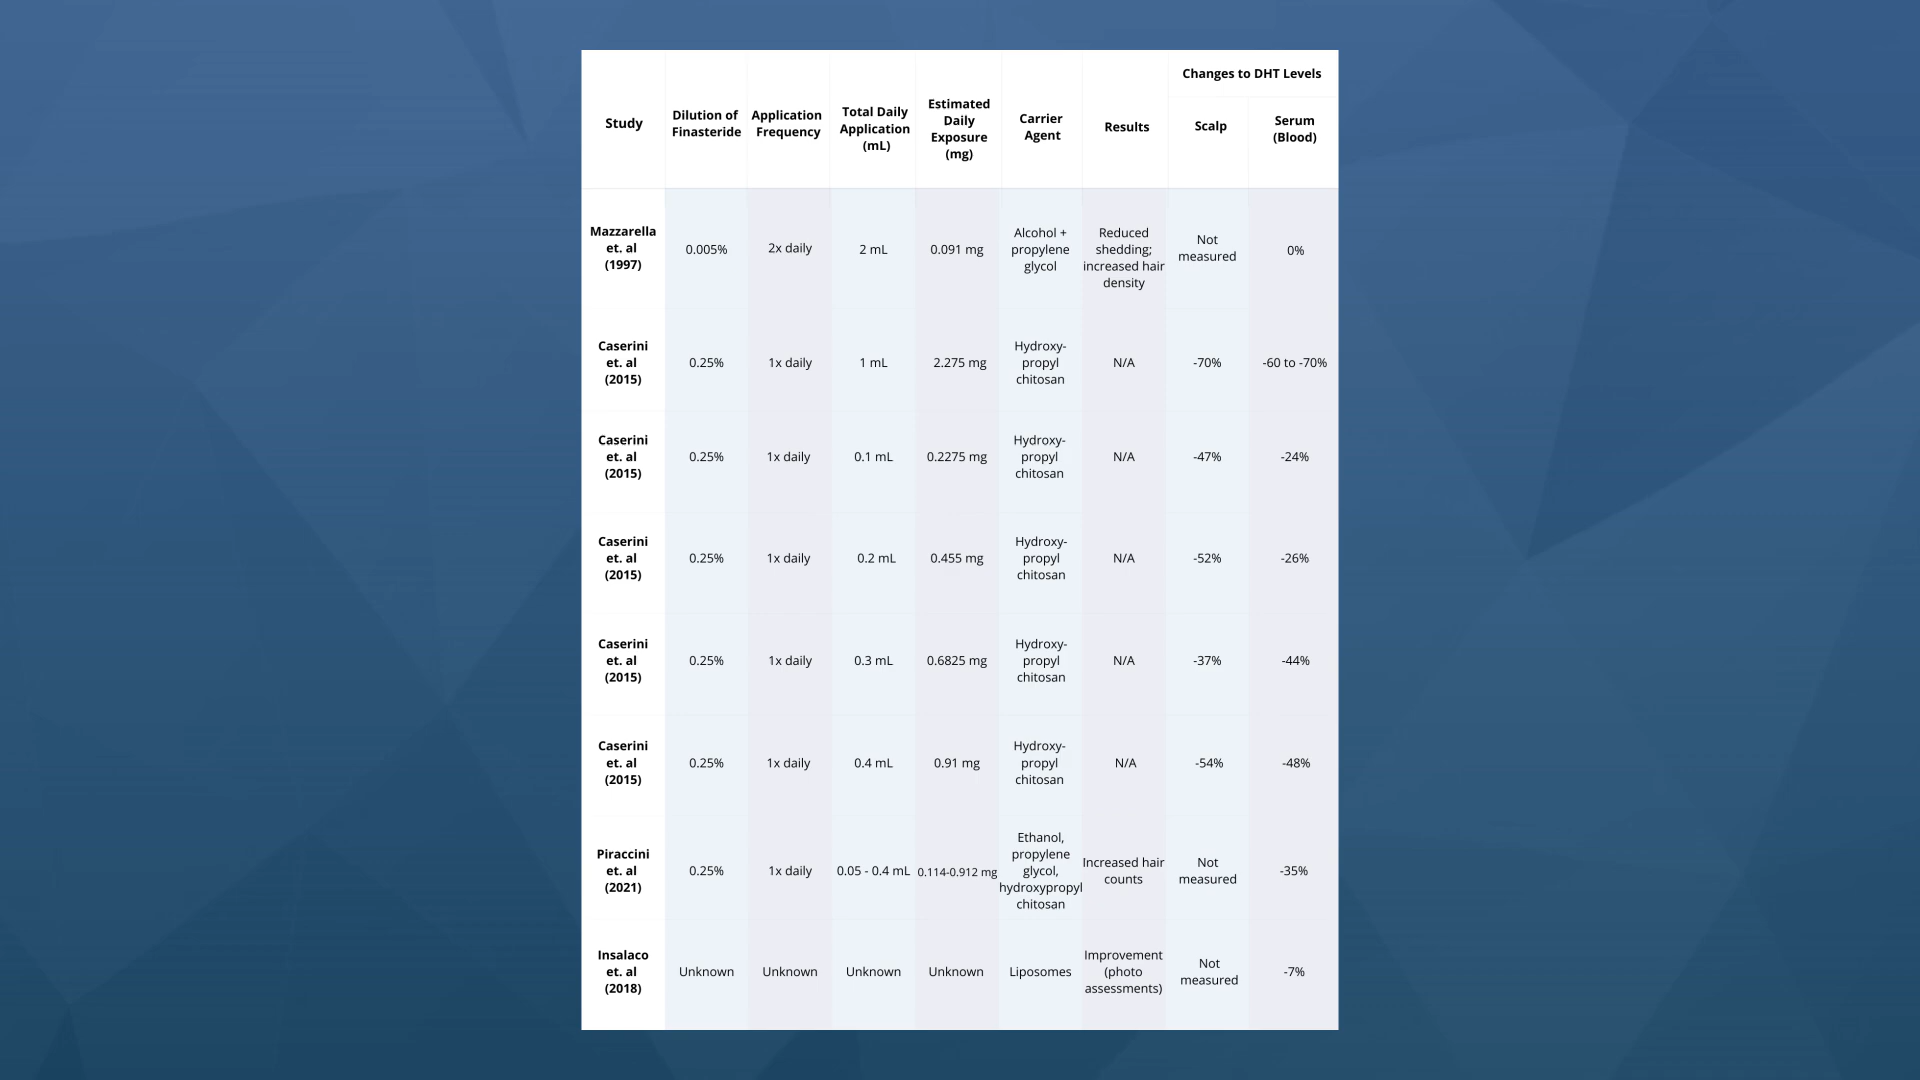 Changes to DHT Levels
Study
Dilution of
Finasteride
Application
Frequency
Total Daily
Application
(mL)
Estimated
Daily
Exposure
(mg)
Carrier
Agent
Results
Scalp
Serum
(Blood)
Mazzarella
et. al
(1997)
0.005%
2x daily
2 mL
0.091 mg
Alcohol +
propylene
glycol
Reduced
shedding;
increased hair
density
Not
measured
0%
Caserini
et. al
(2015)
0.25%
1x daily
1 mL
2.275 mg
Hydroxy-
propyl
chitosan
N/A
-70%
-60 to -70%
Caserini
et. al
(2015)
0.25%
1x daily
0.1 mL
0.2275 mg
Hydroxy-
propyl
chitosan
N/A
-47%
-24%
Caserini
et. al
(2015)
0.25%
1x daily
0.2 mL
0.455 mg
Hydroxy-
propyl
chitosan
N/A
-52%
-26%
Caserini
et. al
(2015)
0.25%
1x daily
0.3 mL
0.6825 mg
Hydroxy-
propyl
chitosan
N/A
-37%
-44%
Caserini
et. al
(2015)
0.25%
1x daily
0.4 mL
0.91 mg
Hydroxy-
propyl
chitosan
N/A
-54%
-48%
Piraccini
et. al
(2021)
0.25%
1x daily
0.05 - 0.4 mL
0.114-0.912 mg
Ethanol,
propylene
glycol,
hydroxypropyl
chitosan
Increased hair
counts
Not
measured
-35%
Insalaco
et. al
(2018)
Unknown
Unknown
Unknown
Unknown
Liposomes
Improvement
(photo
assessments)
Not
measured
-7%